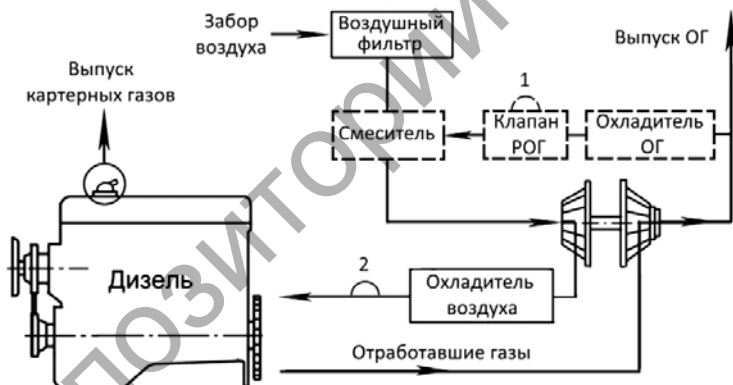 Забор
воздуха
Воздушный
фильтр
Выпуск ОГ
Выпуск
картерных газов
1
Смеситель
Клапан
РОГ
Охладитель
ОГ
2
Дизель
Охладитель
воздуха
Отработавшие газы
позиторий